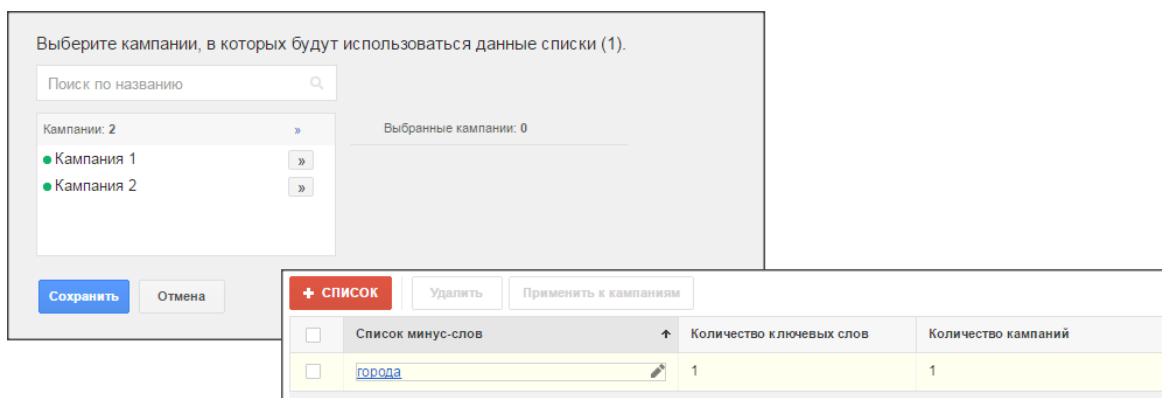 Выберите кампании, в которых будут использоваться данные списки (1).
Поиск по названию
Кампании: 2 »
Выбранные кампании: 0
Кампания 1 »
Кампания 2 »
Сохранить Отмена
+ СПИСОК Удалить Применить к кампаниям
Список минус-слов Количество ключевых слов Количество кампаний
города 1 1